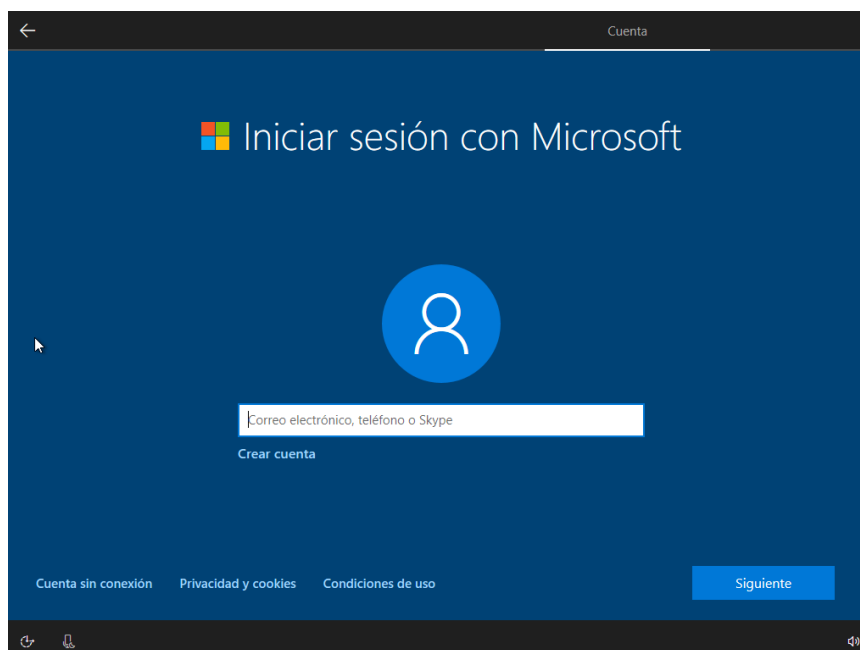 Cuenta
Iniciar sesión con Microsoft
Correo electrónico, teléfono o Skype
Crear cuenta
Cuenta sin conexión Privacidad y cookies Condiciones de uso Siguiente